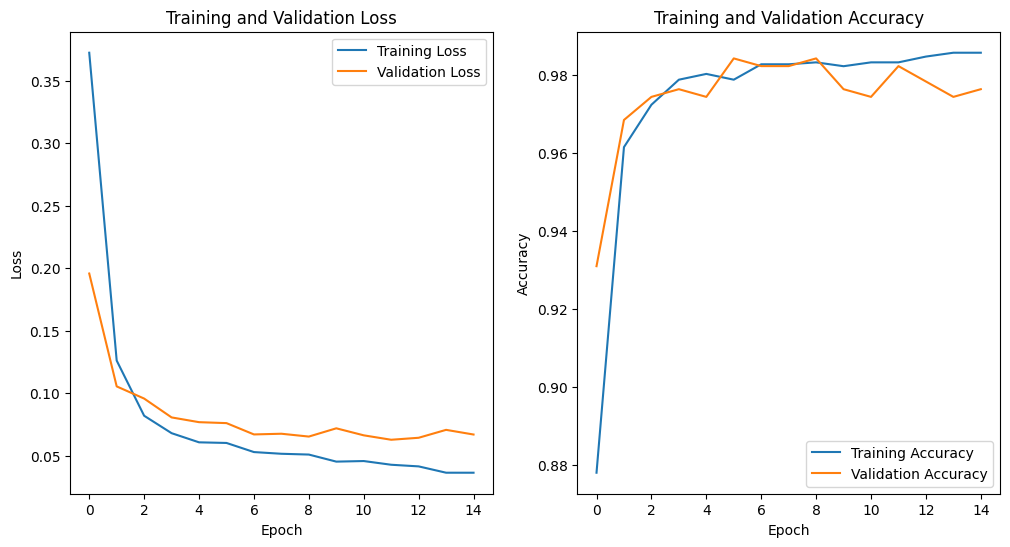 Training and Validation Loss
Training Loss
Validation Loss
0.35
0.30
0.25
0.20
0.15
0.10
0.05
Loss
0 2 4 6 8 10 12 14
Epoch
Training and Validation Accuracy
0.98
0.96
0.94
0.92
0.90
0.88
Accuracy
Training Accuracy
Validation Accuracy
0 2 4 6 8 10 12 14
Epoch